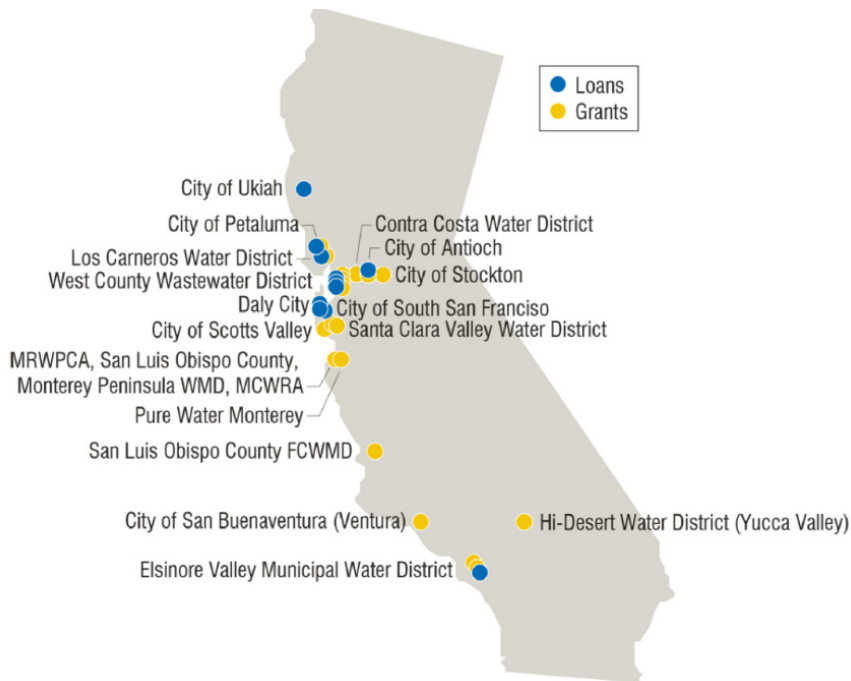 Loans
Grants
City of Ukiah
City of Petaluma
Contra Costa Water District
City of Antioch
Los Carneros Water District
West County Wastewater District
City of Stockton
Daly City
City of South San Franciso
City of Scotts Valley
Santa Clara Valley Water District
MRWPCA, San Luis Obispo County,
Monterey Peninsula WMD, MCWRA
Pure Water Monterey
San Luis Obispo County FCWMD
City of San Buenaventura (Ventura)
Hi-Desert Water District (Yucca Valley)
Elsinore Valley Municipal Water District